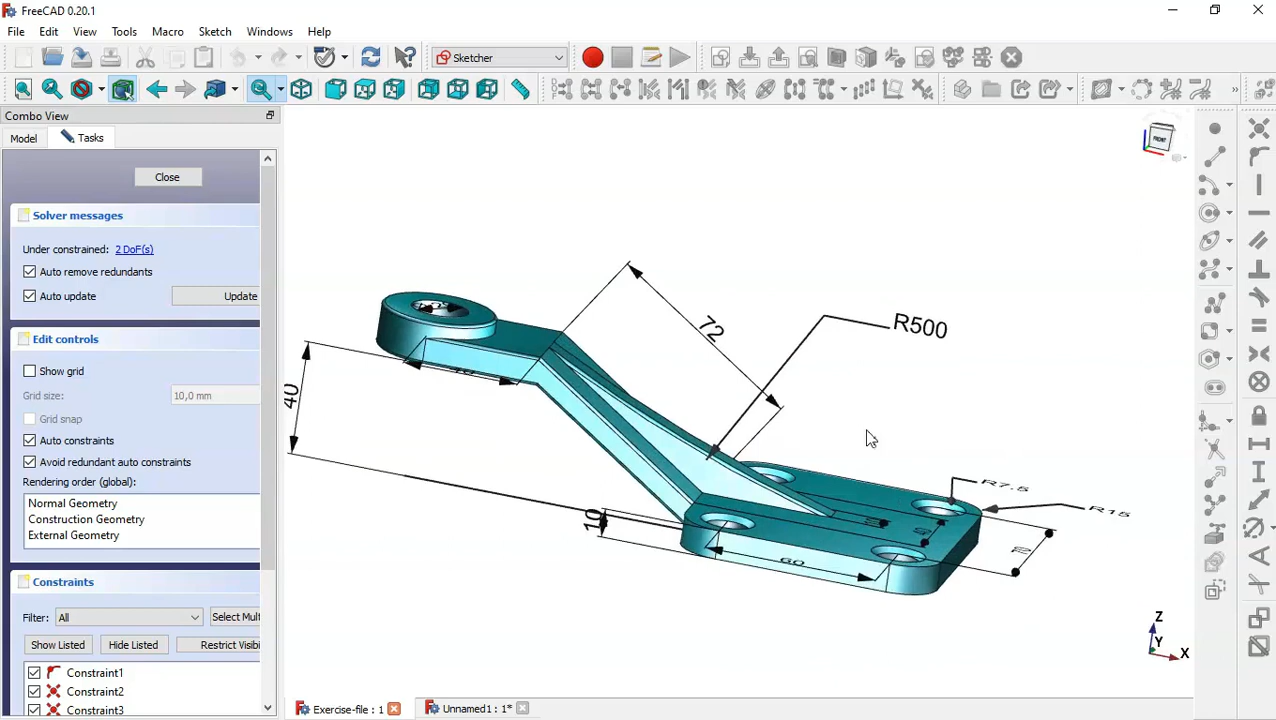 FreeCAD 0.20.1
File Edit View Tools Macro Sketch Windows Help
Sketcher
Combo View
Model Tasks
Close
Solver messages
Under constrained: 2 DoF(s)
Auto remove redundants
Auto update Update
Edit controls
Show grid
Grid size: 10,0 mm
Grid snap
Auto constraints
Avoid redundant auto constraints
Rendering order (global):
Normal Geometry
Construction Geometry
External Geometry
Constraints
Filter: All Select Mult
Show Listed Hide Listed Restrict Visibi
Constraint1
Constraint2
Constraint3
FRONT
72
R500
40
R7.5
R15
10
60
Z
Y
X
Exercise-file : 1 Unnamed1 : 1*